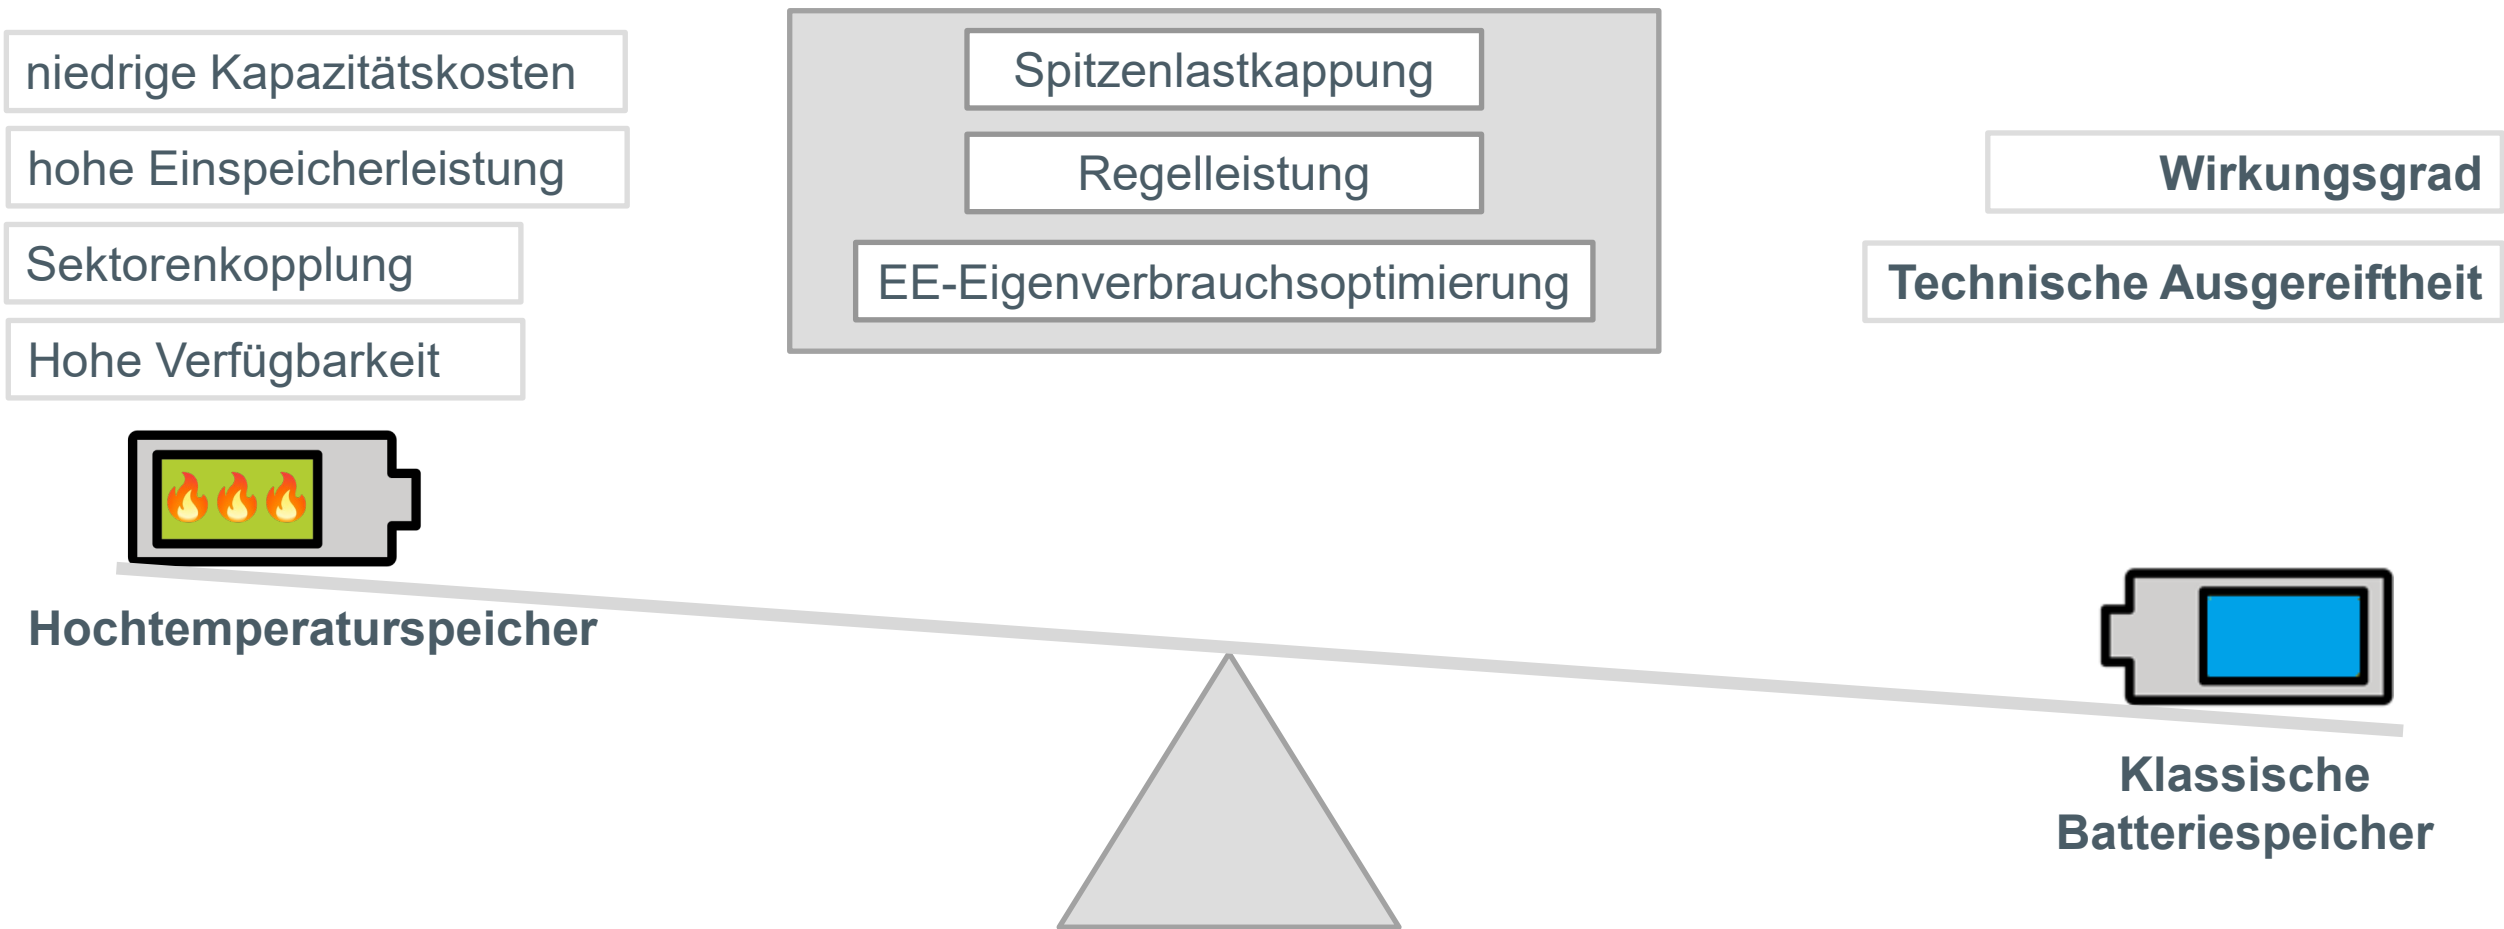 niedrige Kapazitätskosten
hohe Einspeicherleistung
Sektorenkopplung
Hohe Verfügbarkeit
Spitzenlastkappung
Regelleistung
EE-Eigenverbrauchsoptimierung
Wirkungsgrad
Technische Ausgereiftheit
Hochtemperaturspeicher
Klassische
Batteriespeicher